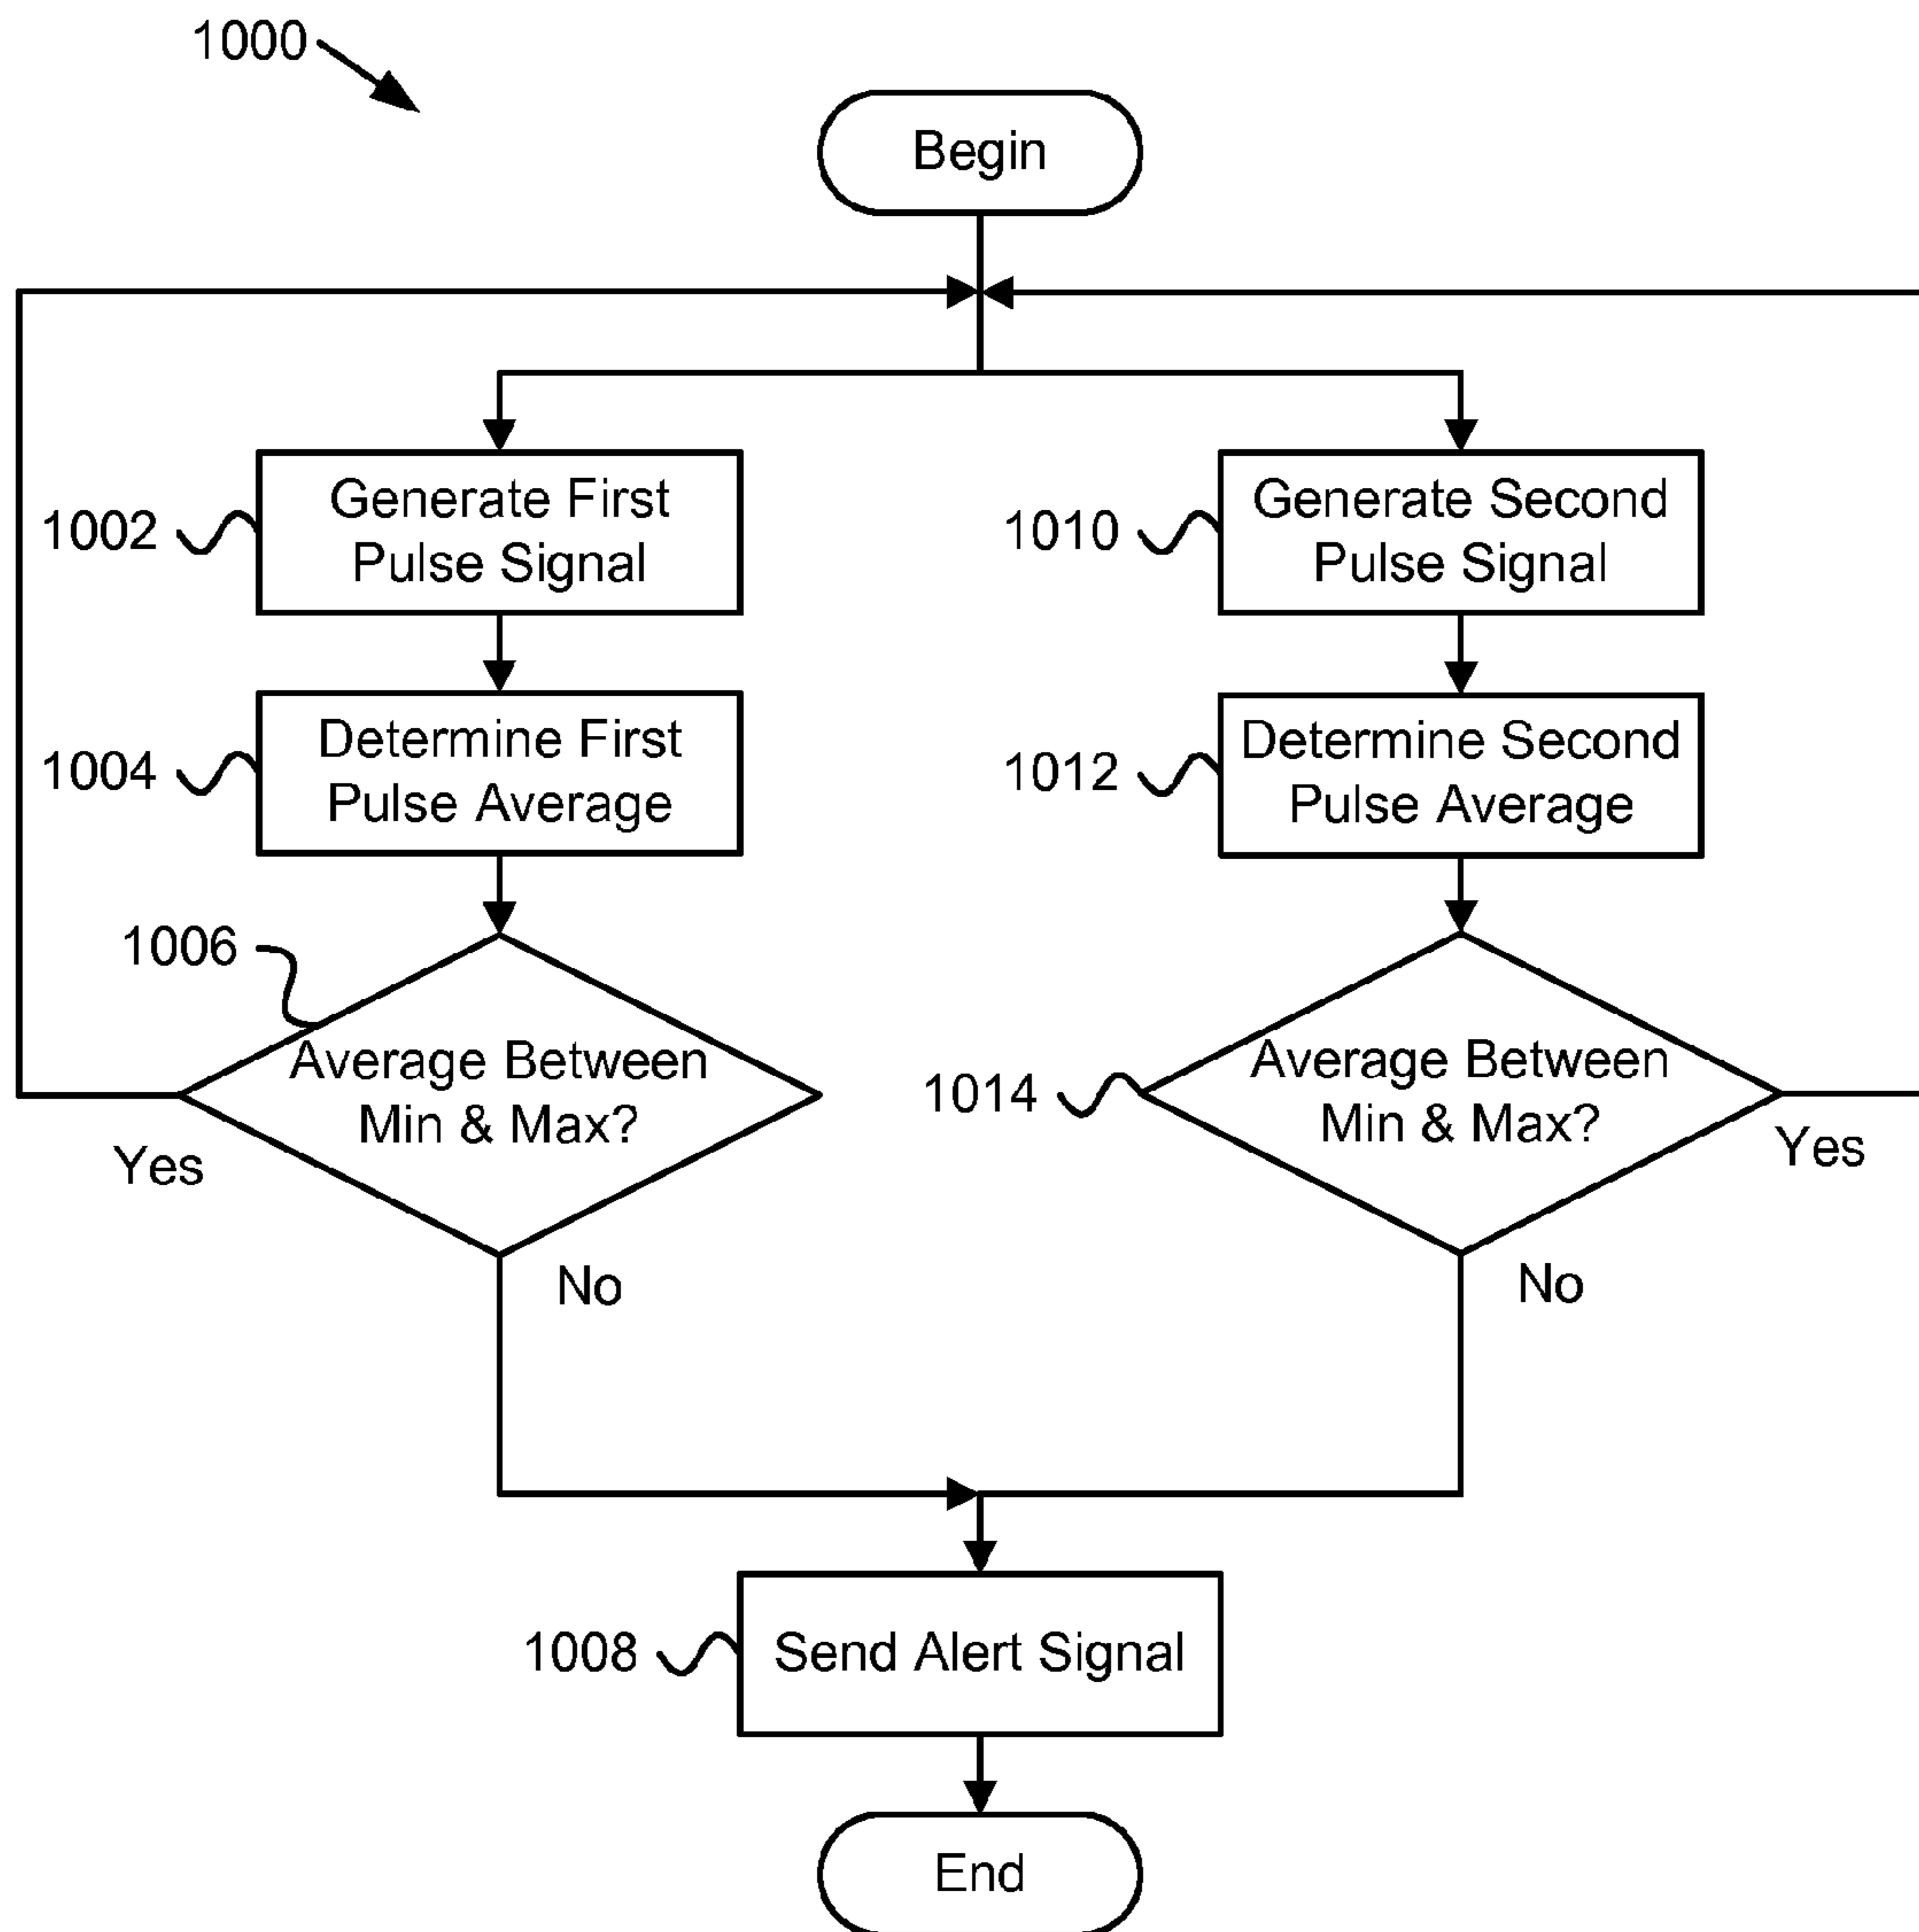 1000
Begin
1002
Generate First
Pulse Signal
1010
Generate Second
Pulse Signal
1004
Determine First
Pulse Average
1012
Determine Second
Pulse Average
1006
Average Between
Min & Max?
Yes
No
1014
Average Between
Min & Max?
Yes
No
1008
Send Alert Signal
End